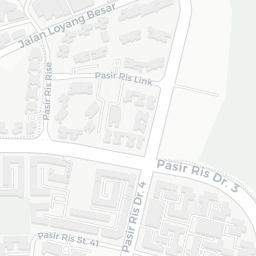 Jalan Loyang Besar
Pasir Ris Rise
Pasir Ris Link
Pasir Ris Dr. 3
Pasir Ris Dr. 4
Pasir Ris St. 41